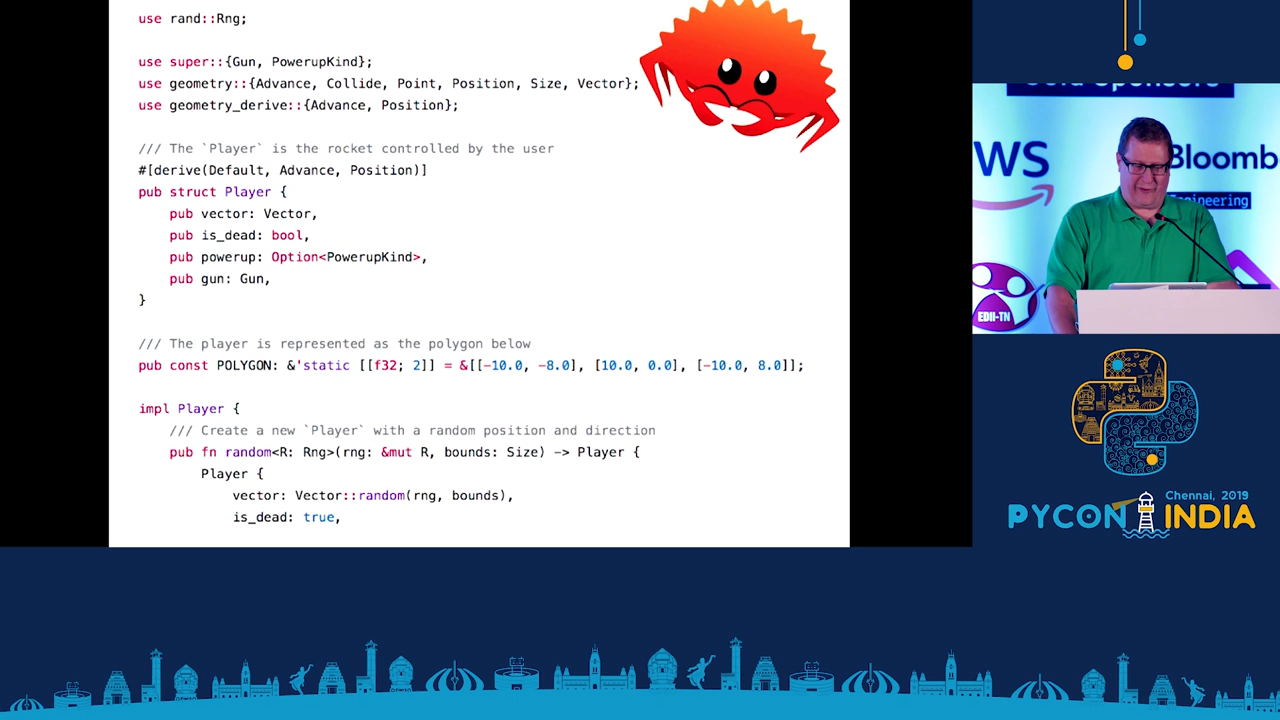 use rand::Rng;
use super::{Gun, PowerupKind};
use geometry::{Advance, Collide, Point, Position, Size, Vector};
use geometry_derive::{Advance, Position};
/// The `Player` is the rocket controlled by the user
#[derive(Default, Advance, Position)]
pub struct Player {
pub vector: Vector,
pub is_dead: bool,
pub powerup: Option<PowerupKind>,
pub gun: Gun,
}
/// The player is represented as the polygon below
pub const POLYGON: &'static [[f32; 2]] = &[[-10.0, -8.0], [10.0, 0.0], [-10.0, 8.0]];
impl Player {
/// Create a new `Player` with a random position and direction
pub fn random<R: Rng>(rng: &mut R, bounds: Size) -> Player {
Player {
vector: Vector::random(rng, bounds),
is_dead: true,
Sponsors
WS
Bloomb
gineering
EDII-TN
Chennai, 2019
PYCON INDIA